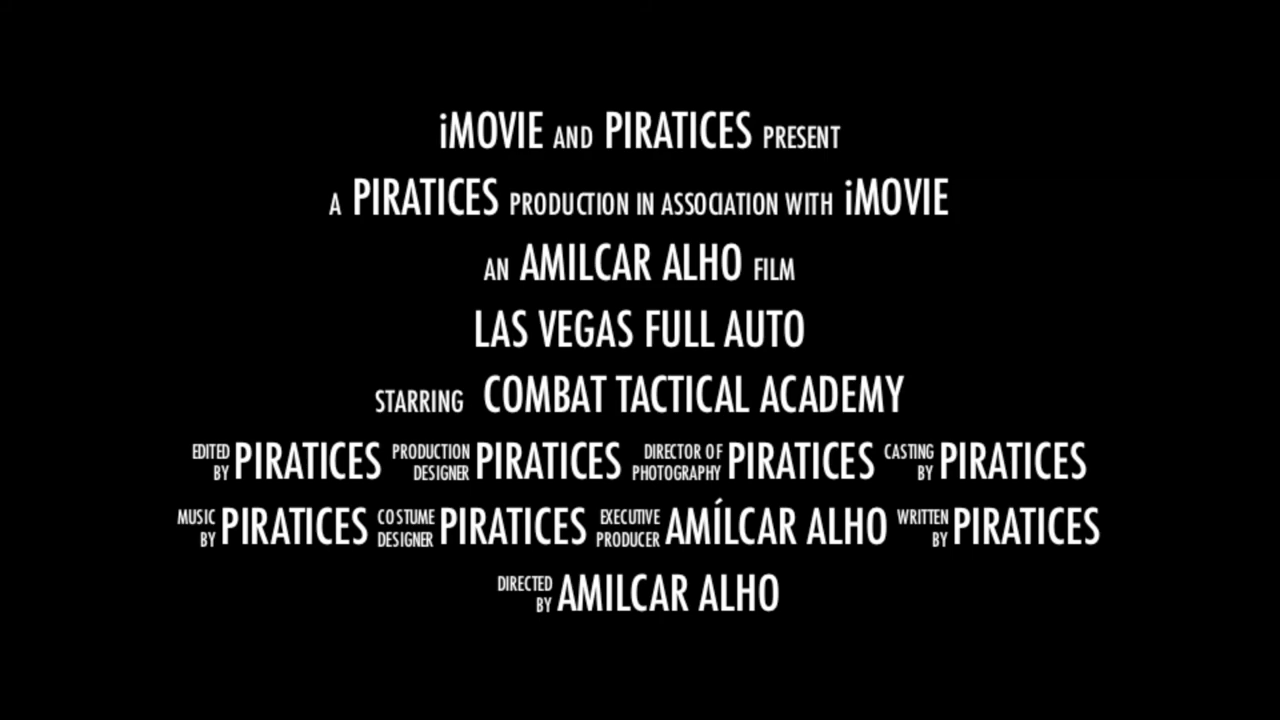 iMOVIE AND PIRATICES PRESENT
A PIRATICES PRODUCTION IN ASSOCIATION WITH iMOVIE
AN AMILCAR ALHO FILM
LAS VEGAS FULL AUTO
STARRING COMBAT TACTICAL ACADEMY
EDITED BY PIRATICES PRODUCTION DESIGNER PIRATICES DIRECTOR OF PHOTOGRAPHY PIRATICES CASTING BY PIRATICES
MUSIC BY PIRATICES COSTUME DESIGNER PIRATICES EXECUTIVE PRODUCER AMÍLCAR ALHO WRITTEN BY PIRATICES
DIRECTED BY AMILCAR ALHO